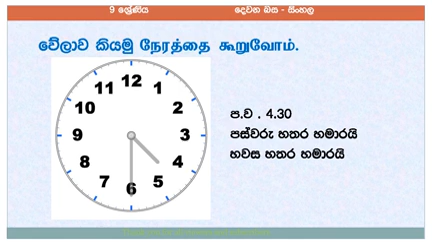 9 ශ්‍රේණිය දෙවන බස - සිංහල
වේලාව කියමු நேரத்தை கூறுவோம்.
12
11 1
10 2
9 3
8 4
7 5
6
ප.ව . 4.30
පස්වරු හතර හමාරයි
හවස හතර හමාරයි